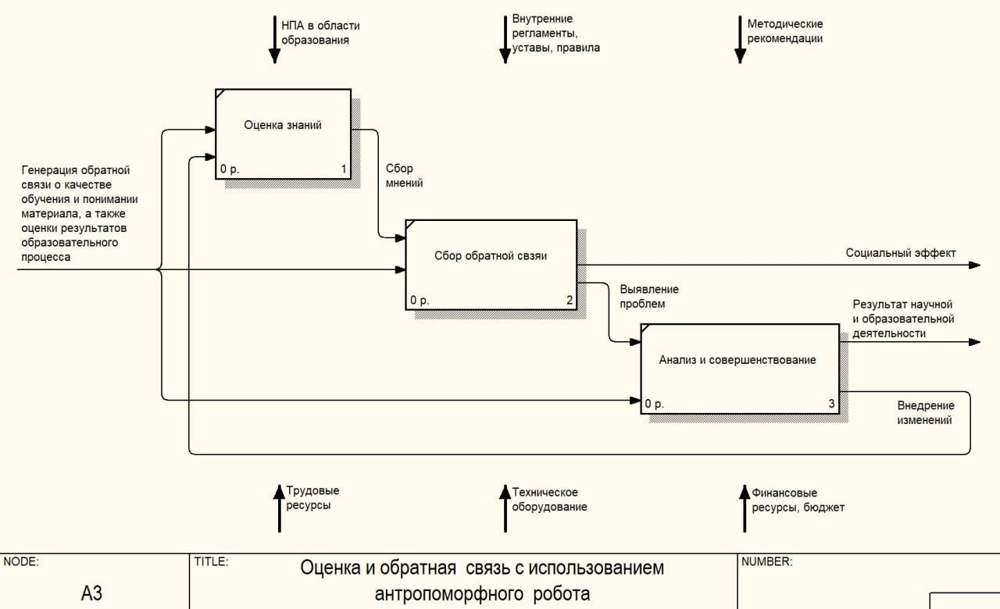 НПА в области
образования
Внутренние
регламенты,
уставы, правила
Методические
рекомендации
Оценка знаний
0 р.
1
Генерация обратной
связи о качестве
обучения и понимании
материала, а также
оценки результатов
образовательного
процесса
Сбор
мнений
Сбор обратной свзяи
0 р.
2
Социальный эффект
Выявление
проблем
Результат научной
и образовательной
деятельности
Анализ и совершенствование
0 р.
3
Внедрение
изменений
Трудовые
ресурсы
Техническое
оборудование
Финансовые
ресурсы, бюджет
NODE:
A3
TITLE:
Оценка и обратная связь с использованием
антропоморфного робота
NUMBER: